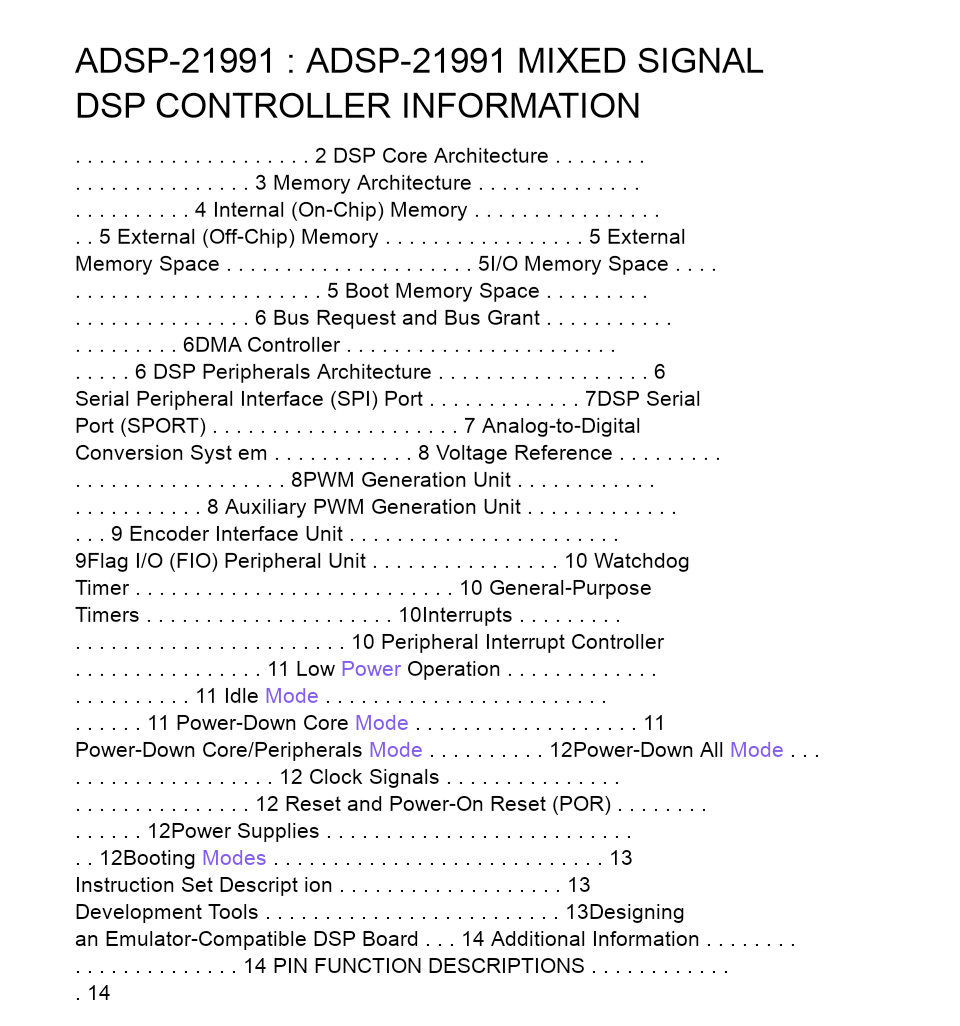 ADSP-21991 : ADSP-21991 MIXED SIGNAL
DSP CONTROLLER INFORMATION
. . . . . . . . . . . . . . . . . . . . 2 DSP Core Architecture . . . . . . . .
. . . . . . . . . . . . . . . 3 Memory Architecture . . . . . . . . . . . . . .
. . . . . . . . . . 4 Internal (On-Chip) Memory . . . . . . . . . . . . . . . .
. . 5 External (Off-Chip) Memory . . . . . . . . . . . . . . . . . 5 External
Memory Space . . . . . . . . . . . . . . . . . . . . . 5I/O Memory Space . . . .
. . . . . . . . . . . . . . . . . . . . . 5 Boot Memory Space . . . . . . . . .
. . . . . . . . . . . . . . . 6 Bus Request and Bus Grant . . . . . . . . . . .
. . . . . . . . . 6DMA Controller . . . . . . . . . . . . . . . . . . . . . . .
. . . . . 6 DSP Peripherals Architecture . . . . . . . . . . . . . . . . . . 6
Serial Peripheral Interface (SPI) Port . . . . . . . . . . . . . 7DSP Serial
Port (SPORT) . . . . . . . . . . . . . . . . . . . . . 7 Analog-to-Digital
Conversion Syst em . . . . . . . . . . . . 8 Voltage Reference . . . . . . . . .
. . . . . . . . . . . . . . . . . . 8PWM Generation Unit . . . . . . . . . . . .
. . . . . . . . . . . 8 Auxiliary PWM Generation Unit . . . . . . . . . . . . .
. . . 9 Encoder Interface Unit . . . . . . . . . . . . . . . . . . . . . . .
9Flag I/O (FIO) Peripheral Unit . . . . . . . . . . . . . . 10 Watchdog
Timer . . . . . . . . . . . . . . . . . . . . . . . . . . . 10 General-Purpose
Timers . . . . . . . . . . . . . . . . . . . . . 10Interrupts . . . . . . . . .
. . . . . . . . . . . . . . . . . . . . . . . 10 Peripheral Interrupt Controller
. . . . . . . . . . . . . . . . 11 Low Power Operation . . . . . . . . . . . . .
. . . . . . . . . . 11 Idle Mode . . . . . . . . . . . . . . . . . . . . . . . .
. . . . . . 11 Power-Down Core Mode . . . . . . . . . . . . . . . . . . . 11
Power-Down Core/Peripherals Mode . . . . . . . . . . 12Power-Down All Mode . . .
. . . . . . . . . . . . . . . . . 12 Clock Signals . . . . . . . . . . . . . . .
. . . . . . . . . . . . . . . 12 Reset and Power-On Reset (POR) . . . . . . . .
. . . . . . 12Power Supplies . . . . . . . . . . . . . . . . . . . . . . . . . .
. . 12Booting Modes . . . . . . . . . . . . . . . . . . . . . . . . . . . . 13
Instruction Set Descript ion . . . . . . . . . . . . . . . . . . . 13
Development Tools . . . . . . . . . . . . . . . . . . . . . . . . . 13Designing
an Emulator-Compatible DSP Board . . . 14 Additional Information . . . . . . . .
. . . . . . . . . . . . . . 14 PIN FUNCTION DESCRIPTIONS . . . . . . . . . . . .
. 14